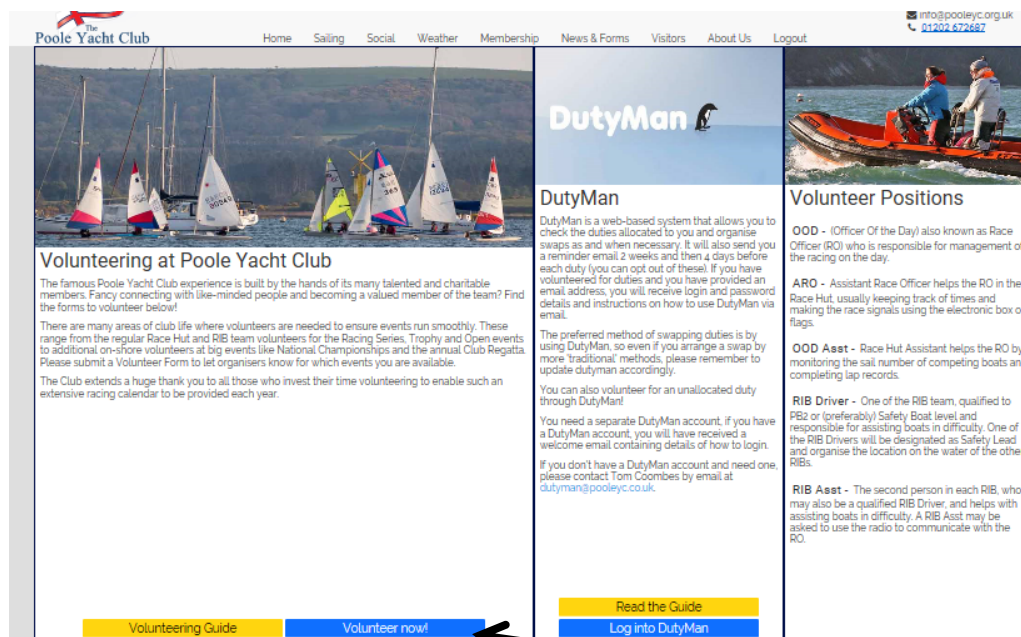 The
Poole Yacht Club
Home Sailing Social Weather Membership News & Forms Visitors About Us Logout
info@pooleyc.org.uk
01202 672687
Volunteering at Poole Yacht Club
The famous Poole Yacht Club experience is built by the hands of its many talented and charitable
members. Fancy connecting with like-minded people and becoming a valued member of the team? Find
the forms to volunteer below!
There are many areas of club life where volunteers are needed to ensure events run smoothly. These
range from the regular Race Hut and RIB team volunteers for the Racing Series, Trophy and Open events
to additional on-shore volunteers at big events like National Championships and the annual Club Regatta.
Please submit a Volunteer Form to let organisers know for which events you are available.
The Club extends a huge thank you to all those who invest their time volunteering to enable such an
extensive racing calendar to be provided each year.
Volunteering Guide
Volunteer now!
DutyMan
DutyMan
DutyMan is a web-based system that allows you to
check the duties allocated to you and organise
swaps as and when necessary. It will also send you
a reminder email 2 weeks and then 4 days before
each duty (you can opt out of these). If you have
volunteered for duties and you have provided an
email address, you will receive login and password
details and instructions on how to use DutyMan via
email.
The preferred method of swapping duties is by
using DutyMan, so even if you arrange a swap by
more 'traditional' methods, please remember to
update dutyman accordingly.
You can also volunteer for an unallocated duty
through DutyMan!
You need a separate DutyMan account, if you have
a DutyMan account, you will have received a
welcome email containing details of how to login.
If you don't have a DutyMan account and need one,
please contact Tom Coombes by email at
dutyman@pooleyc.co.uk.
Read the Guide
Log into DutyMan
Volunteer Positions
OOD - (Officer Of the Day) also known as Race
Officer (RO) who is responsible for management of
the racing on the day.
ARO - Assistant Race Officer helps the RO in the
Race Hut, usually keeping track of times and
making the race signals using the electronic box o
flags.
OOD Asst - Race Hut Assistant helps the RO by
monitoring the sail number of competing boats an
completing lap records.
RIB Driver - One of the RIB team, qualified to
PB2 or (preferably) Safety Boat level and
responsible for assisting boats in difficulty. One of
the RIB Drivers will be designated as Safety Lead
and organise the location on the water of the othe
RIBs.
RIB Asst - The second person in each RIB, who
may also be a qualified RIB Driver, and helps with
assisting boats in difficulty. A RIB Asst may be
asked to use the radio to communicate with the
RO.